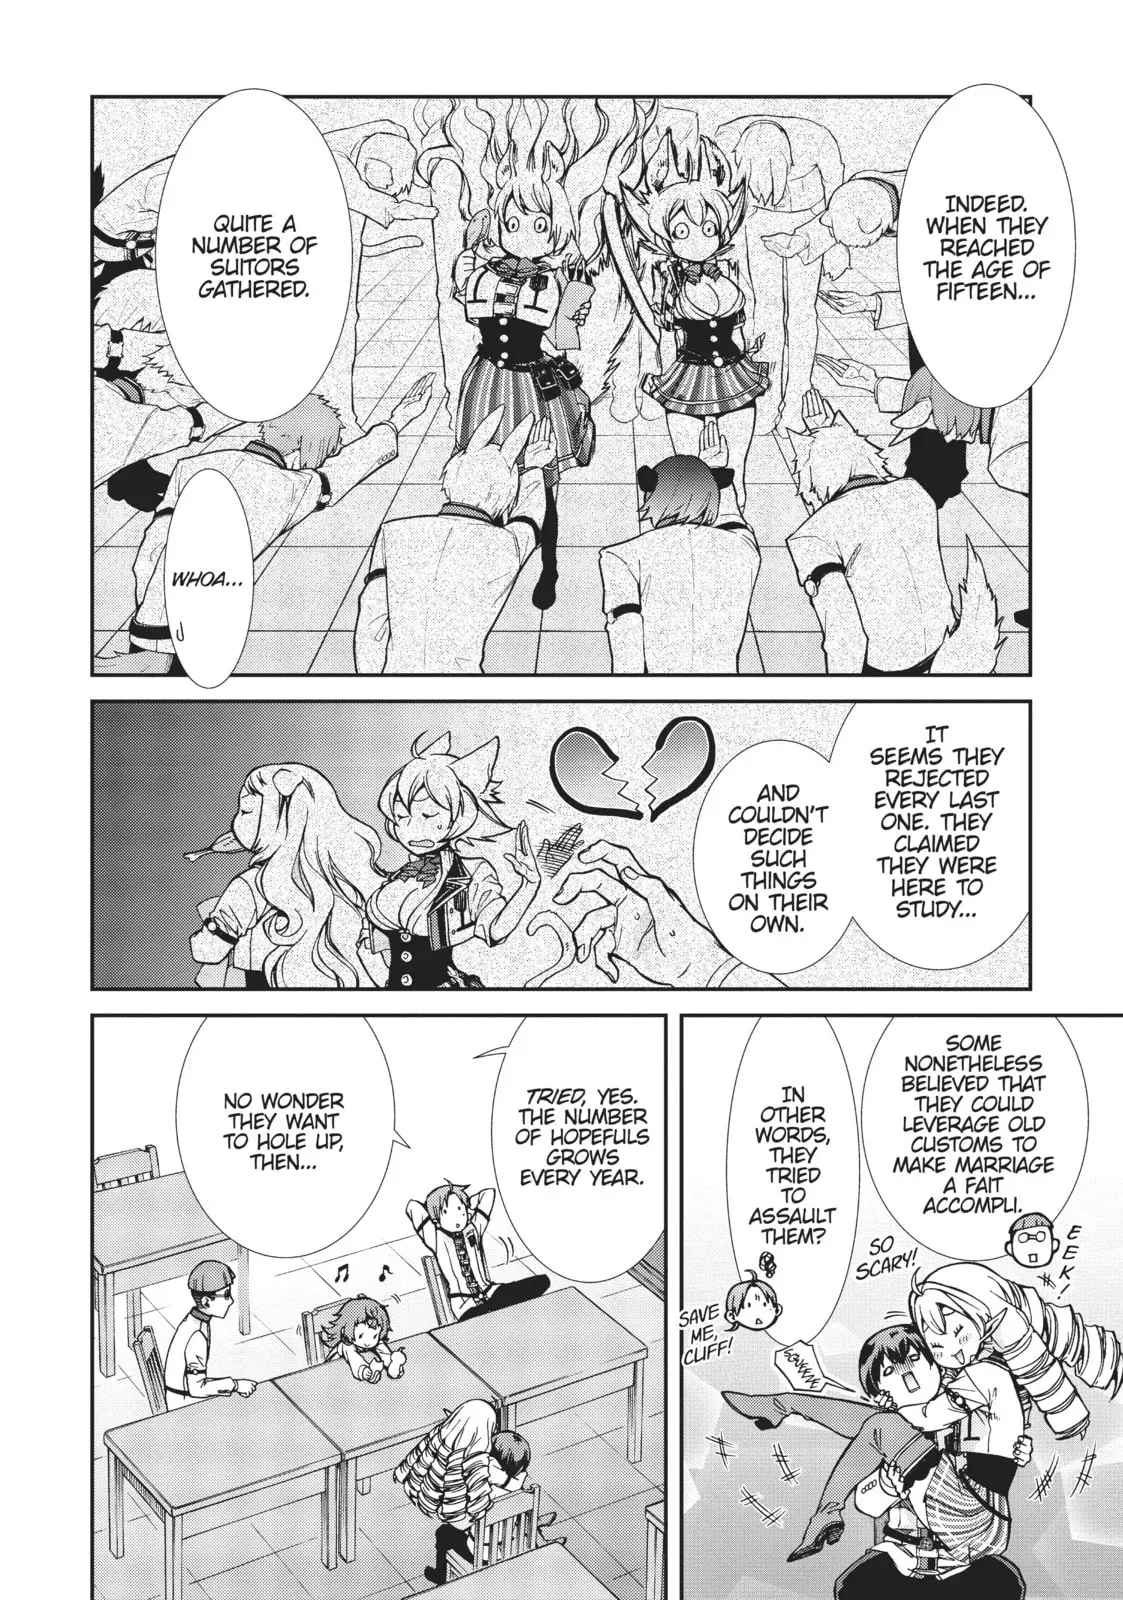 INDEED.
WHEN THEY
REACHED
THE AGE OF
FIFTEEN...
QUITE A
NUMBER OF
SUITORS
GATHERED.
WHOA...
IT
SEEMS THEY
REJECTED
EVERY LAST
ONE. THEY
CLAIMED
THEY WERE
HERE TO
STUDY...
AND
COULDN'T
DECIDE
SUCH
THINGS
ON THEIR
OWN.
SOME
NONETHELESS
BELIEVED THAT
THEY COULD
LEVERAGE OLD
CUSTOMS TO
MAKE MARRIAGE
A FAIT
ACCOMPLI.
EEK!
SO
SCARY!
IN
OTHER
WORDS,
THEY
TRIED
TO
ASSAULT
THEM?
SAVE
ME,
CLIFF!
SQUEEZE
TRIED, YES.
THE NUMBER
OF HOPEFULS
GROWS
EVERY YEAR.
NO WONDER
THEY WANT
TO HOLE UP,
THEN...